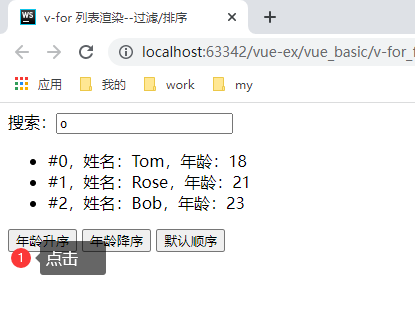 v-for 列表渲染--过滤/排序
localhost:63342/vue-ex/vue_basic/v-for_f
应用 我的 work my
搜索：o
#0，姓名：Tom，年龄：18
#1，姓名：Rose，年龄：21
#2，姓名：Bob，年龄：23
年龄升序 年龄降序 默认顺序
1 点击